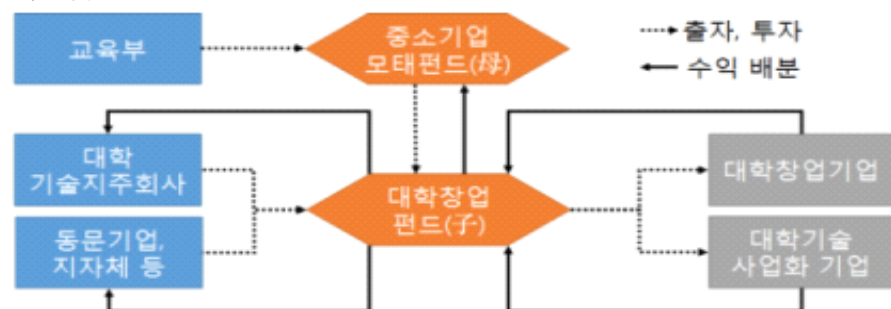 교육부
중소기업
모태펀드(母)
출자, 투자
수익 배분
대학
기술지주회사
대학창업
펀드(子)
대학창업기업
동문기업,
지자체 등
대학기술
사업화 기업